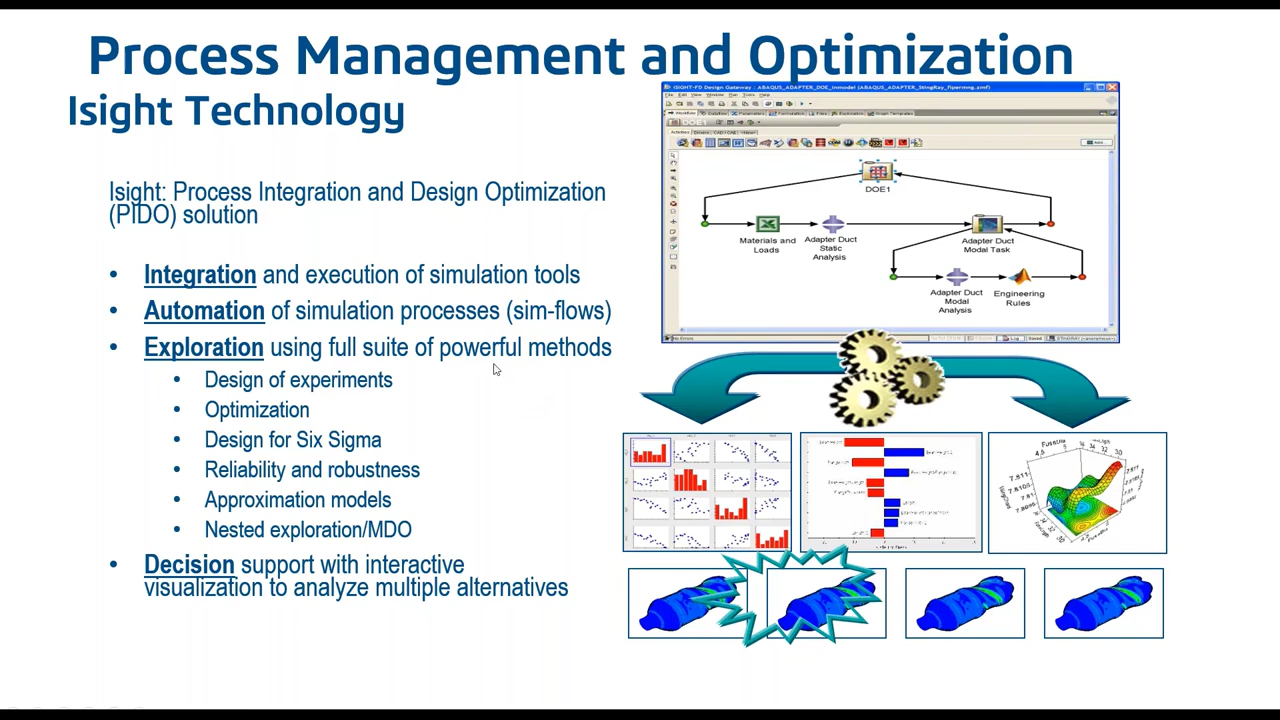 Process Management and Optimization
Isight Technology
Isight: Process Integration and Design Optimization
(PIDO) solution
• Integration and execution of simulation tools
• Automation of simulation processes (sim-flows)
• Exploration using full suite of powerful methods
• Design of experiments
• Optimization
• Design for Six Sigma
• Reliability and robustness
• Approximation models
• Nested exploration/MDO
• Decision support with interactive
visualization to analyze multiple alternatives
DOE1
Materials and
Loads
Adapter Duct
Static
Analysis
Adapter Duct
Modal Task
Adapter Duct
Modal
Analysis
Engineering
Rules